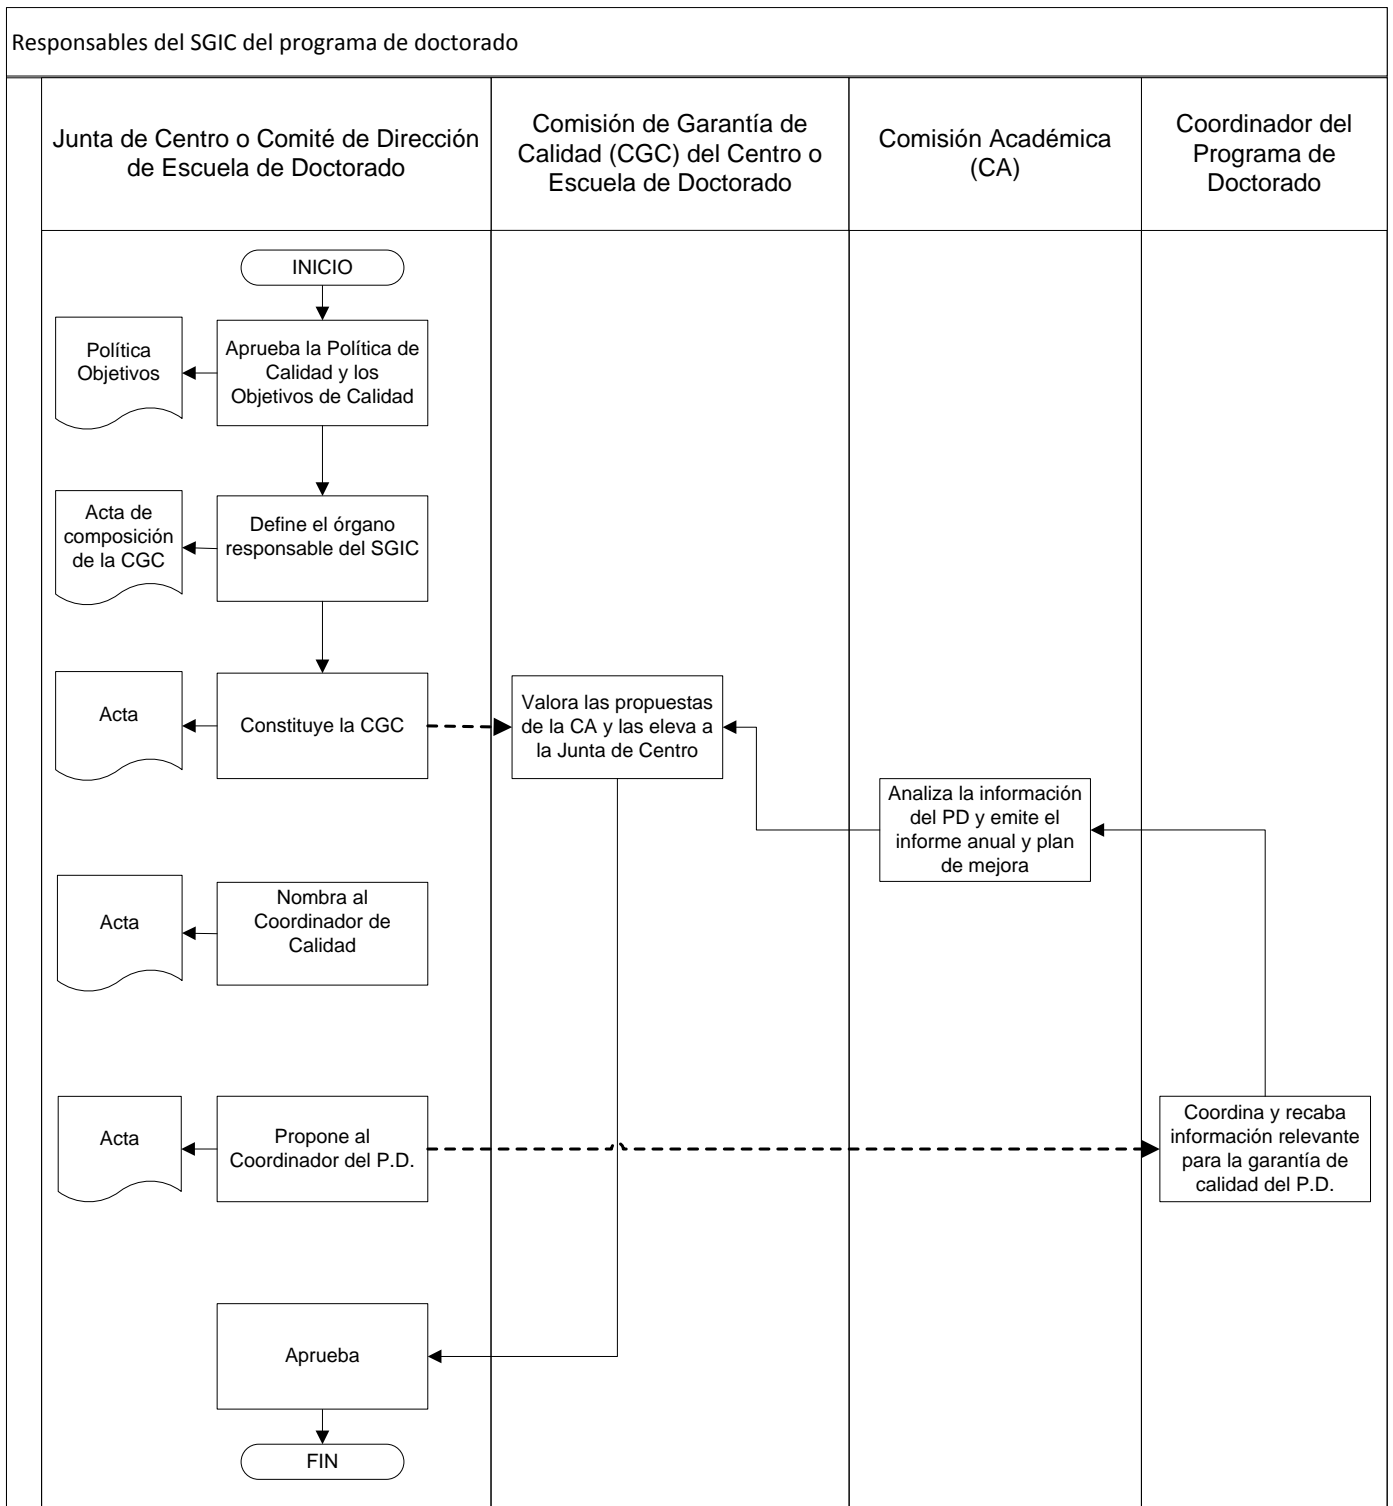 Responsables del SGIC del programa de doctorado
Junta de Centro o Comité de Dirección
de Escuela de Doctorado
Comisión de Garantía de
Calidad (CGC) del Centro o
Escuela de Doctorado
Comisión Académica
(CA)
Coordinador del
Programa de
Doctorado
INICIO
Política
Objetivos
Aprueba la Política de
Calidad y los
Objetivos de Calidad
Acta de
composición
de la CGC
Define el órgano
responsable del SGIC
Acta
Constituye la CGC
Valora las propuestas
de la CA y las eleva a
la Junta de Centro
Analiza la información
del PD y emite el
informe anual y plan
de mejora
Acta
Nombra al
Coordinador de
Calidad
Acta
Propone al
Coordinador del P.D.
Coordina y recaba
información relevante
para la garantía de
calidad del P.D.
Aprueba
FIN